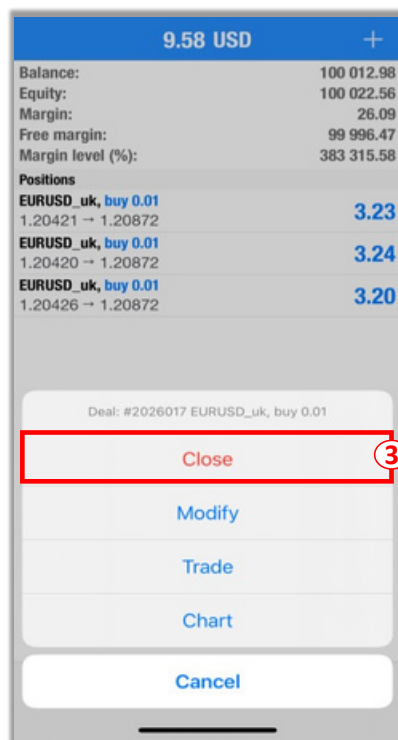 9.58 USD +
Balance: 100 012.98
Equity: 100 022.56
Margin: 26.09
Free margin: 99 996.47
Margin level (%): 383 315.58
Positions
EURUSD_uk, buy 0.01
1.20421 → 1.20872 3.23
EURUSD_uk, buy 0.01
1.20420 → 1.20872 3.24
EURUSD_uk, buy 0.01
1.20426 → 1.20872 3.20
Deal: #2026017 EURUSD_uk, buy 0.01
Close 3
Modify
Trade
Chart
Cancel